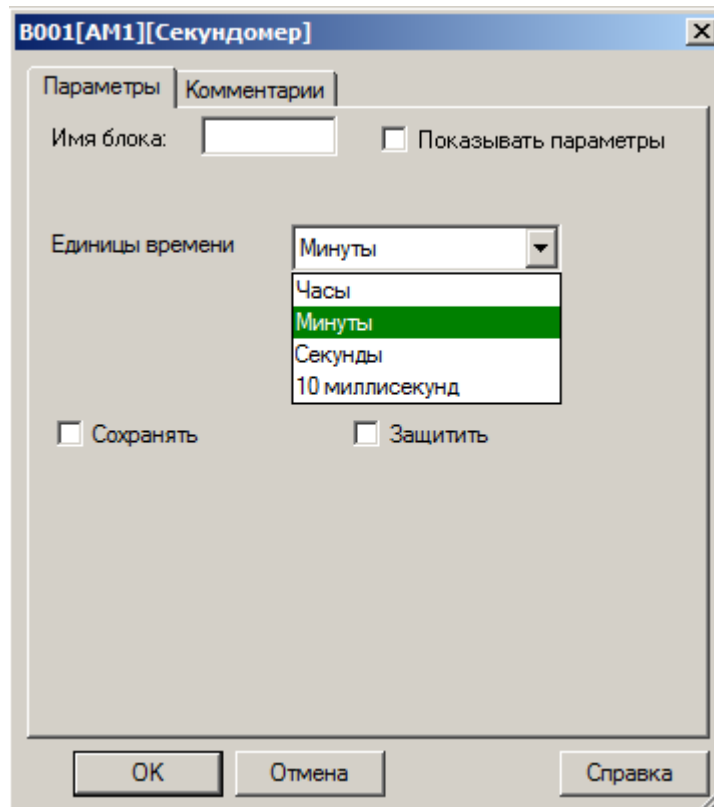 B001[AM1][Секундомер]
Параметры Комментарии
Имя блока: Показывать параметры
Единицы времени Минуты
Часы
Минуты
Секунды
10 миллисекунд
Сохранять Защитить
OK Отмена Справка